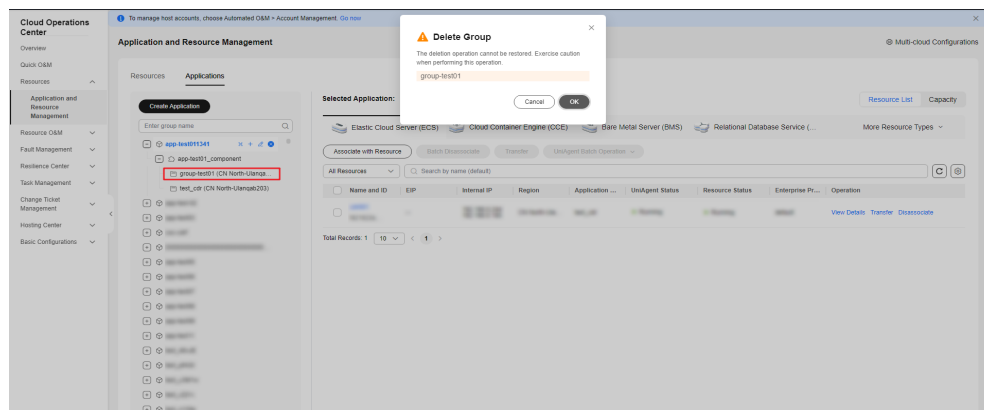 Cloud Operations
Center
Overview
Quick O&M
Resources
Application and
Resource
Management
Resource O&M
Fault Management
Resilience Center
Task Management
Change Ticket
Management
Hosting Center
Basic Configurations
To manage host accounts, choose Automated O&M > Account Management. Go now
Application and Resource Management
Multi-cloud Configurations
Resources Applications
Create Application
Enter group name
app-test011341
app-test01_component
group-test01 (CN North-Ulanqa...
test_cdr (CN North-Ulanqab203)
Delete Group
The deletion operation cannot be restored. Exercise caution
when performing this operation.
group-test01
Cancel OK
Selected Application:
Resource List Capacity
Elastic Cloud Server (ECS) Cloud Container Engine (CCE) Bare Metal Server (BMS) Relational Database Service (... More Resource Types
Associate with Resource Batch Disassociate Transfer UniAgent Batch Operation
All Resources Search by name (default)
Name and ID EIP Internal IP Region Application ... UniAgent Status Resource Status Enterprise Pr... Operation
View Details Transfer Disassociate
Total Records: 1 10 < 1 >